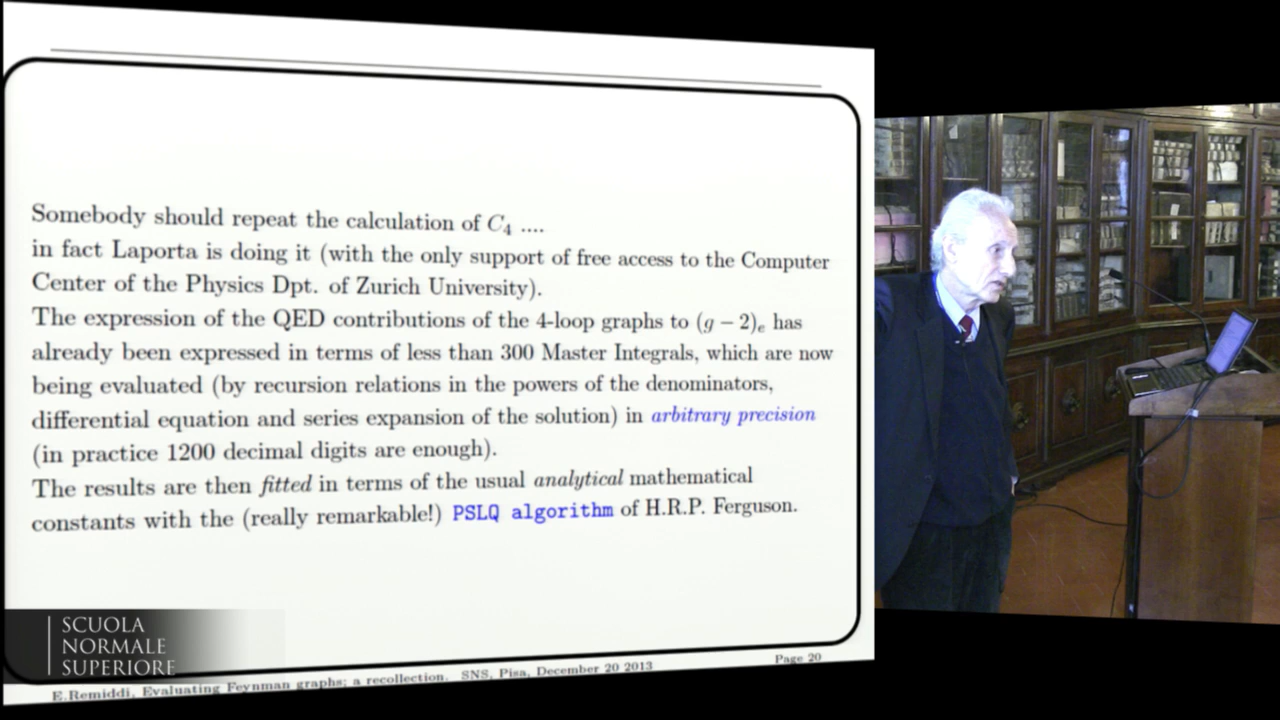 Somebody should repeat the calculation of C₄ ....
in fact Laporta is doing it (with the only support of free access to the Computer
Center of the Physics Dpt. of Zurich University).
The expression of the QED contributions of the 4-loop graphs to (g − 2)ₑ has
already been expressed in terms of less than 300 Master Integrals, which are now
being evaluated (by recursion relations in the powers of the denominators,
differential equation and series expansion of the solution) in arbitrary precision
(in practice 1200 decimal digits are enough).
The results are then fitted in terms of the usual analytical mathematical
constants with the (really remarkable!) PSLQ algorithm of H.R.P. Ferguson.
SCUOLA
NORMALE
SUPERIORE
Page 20
E.Remiddi, Evaluating Feynman graphs; a recollection. SNS, Pisa, December 20 2013